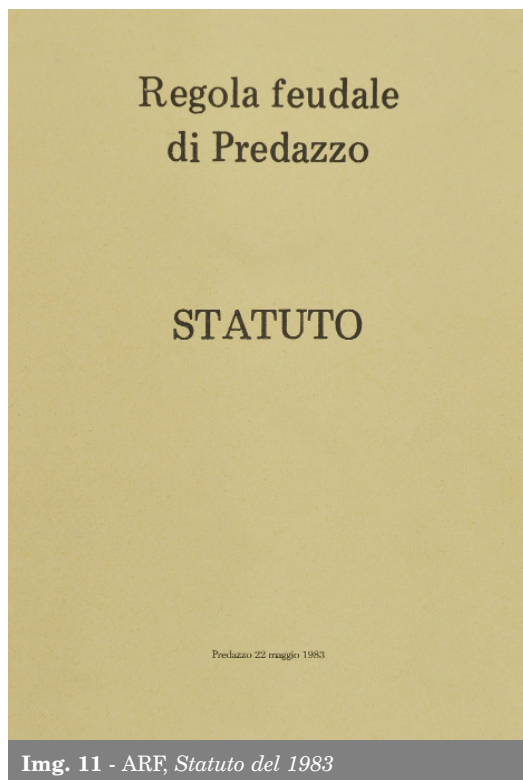 Regola feudale
di Predazzo
STATUTO
Predazzo 22 maggio 1983
Img. 11 - ARF, Statuto del 1983